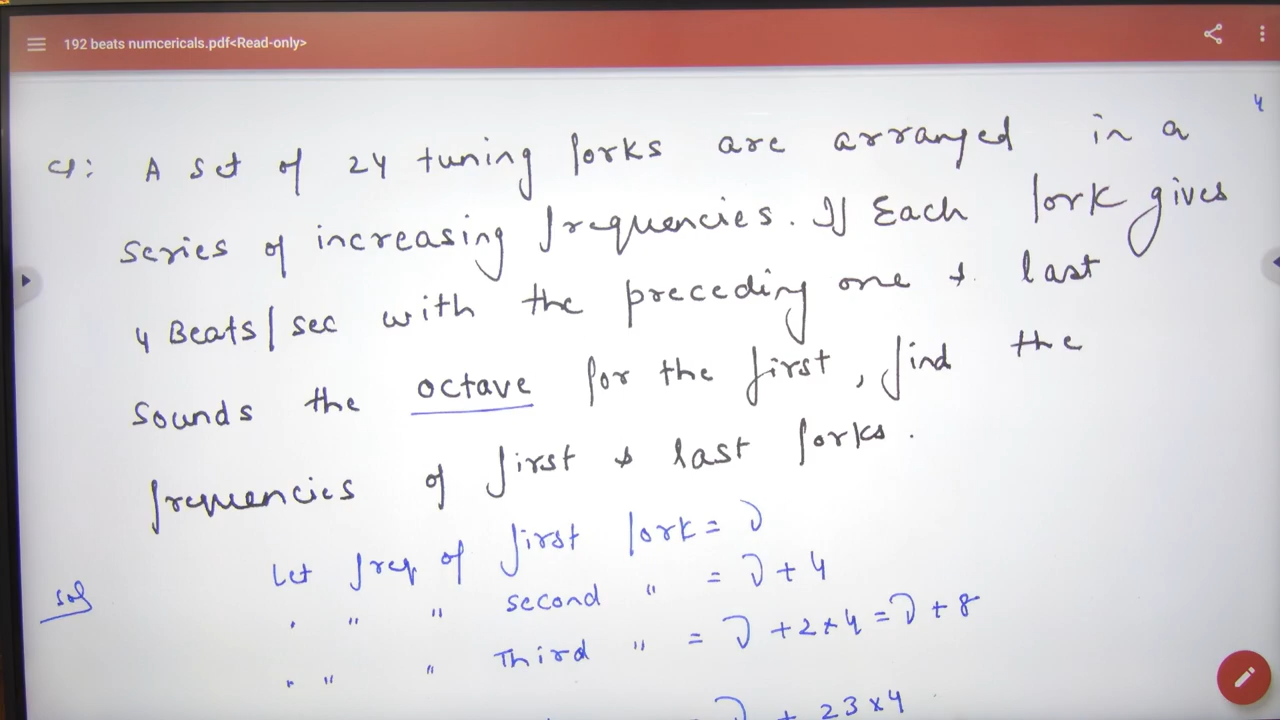 192 beats numcericals.pdf<Read-only>
4
Q: A set of 24 tuning forks are arranged in a
series of increasing frequencies. If Each fork gives
4 Beats/sec with the preceding one & last
sounds the octave for the first, find the
frequencies of first & last forks.
Sol Let freq of first fork = ν
" " " second " = ν + 4
" " " Third " = ν + 2×4 = ν + 8
= ν + 23×4